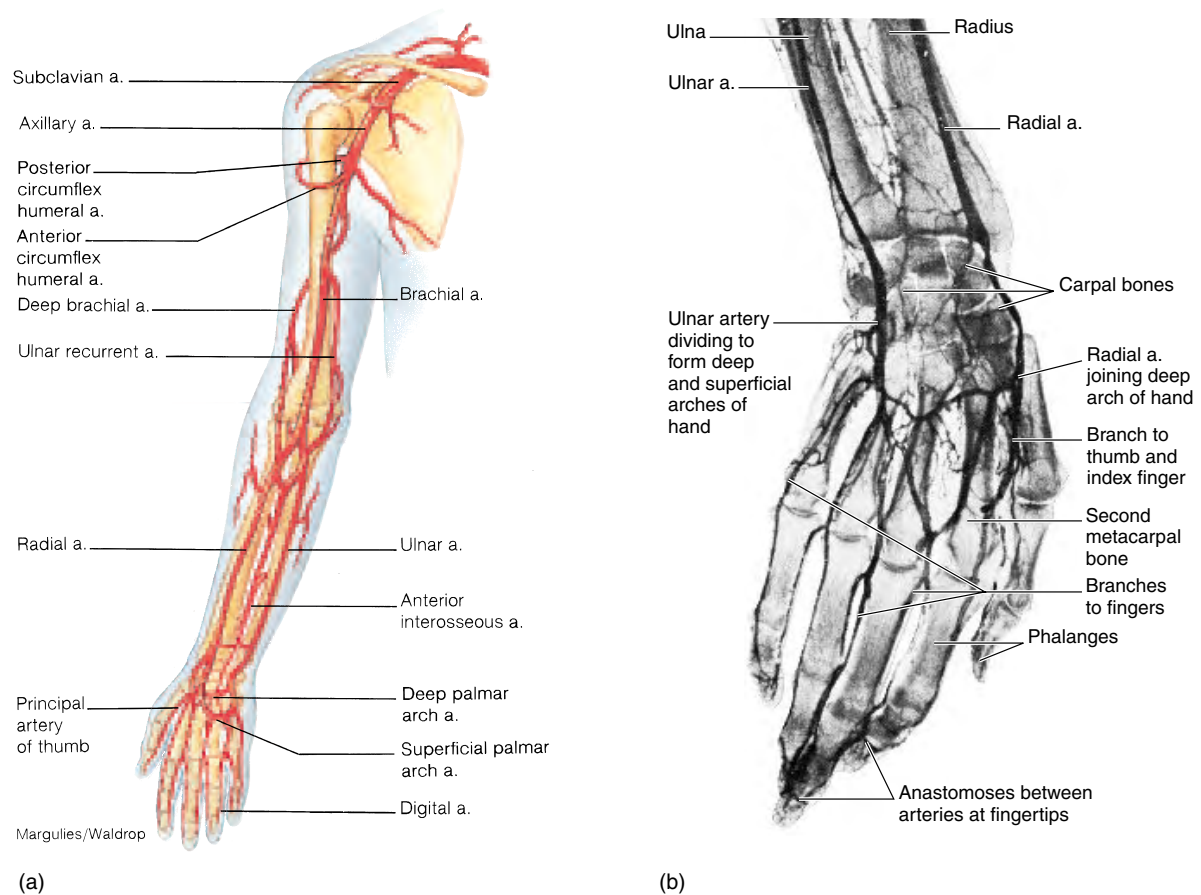 Subclavian a.
Axillary a.
Posterior
circumflex
humeral a.
Anterior
circumflex
humeral a.
Deep brachial a.
Brachial a.
Ulnar recurrent a.
Radial a.
Ulnar a.
Anterior
interosseous a.
Principal
artery
of thumb
Deep palmar
arch a.
Superficial palmar
arch a.
Digital a.
Margulies/Waldrop
(a)
Ulna
Radius
Ulnar a.
Radial a.
Carpal bones
Ulnar artery
dividing to
form deep
and superficial
arches of
hand
Radial a.
joining deep
arch of hand
Branch to
thumb and
index finger
Second
metacarpal
bone
Branches
to fingers
Phalanges
Anastomoses between
arteries at fingertips
(b)